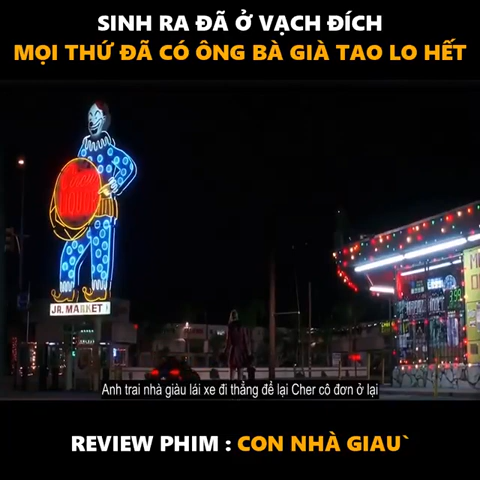 SINH RA ĐÃ Ở VẠCH ĐÍCH
MỌI THỨ ĐÃ CÓ ÔNG BÀ GIÀ TAO LO HẾT
JR. MARKET
Anh trai nhà giàu lái xe đi thẳng để lại Cher cô đơn ở lại
REVIEW PHIM : CON NHÀ GIAU`